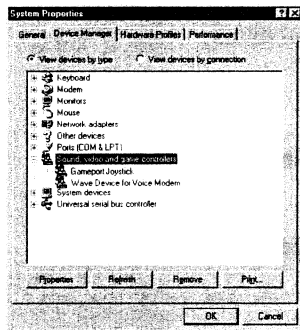 System Properties
General Device Manager Hardware Profiles Performance
View devices by type View devices by connection
Keyboard
Modem
Monitors
Mouse
Network adapters
Other devices
Ports (COM & LPT)
Sound, video and game controllers
Gameport Joystick
Wave Device for Voice Modem
System devices
Universal serial bus controller
Properties Refresh Remove Print...
OK Cancel